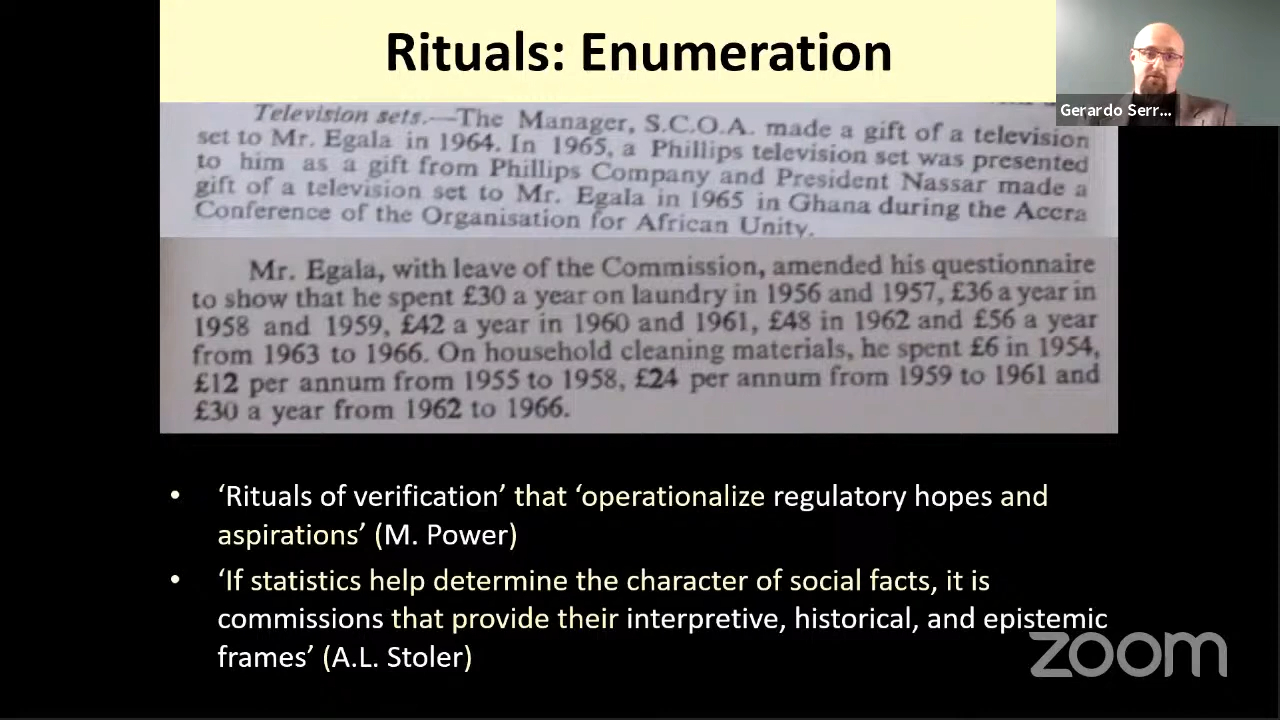 Rituals: Enumeration
Gerardo Serr...
Television sets.—The Manager, S.C.O.A. made a gift of a television
set to Mr. Egala in 1964. In 1965, a Phillips television set was presented
to him as a gift from Phillips Company and President Nassar made a
gift of a television set to Mr. Egala in 1965 in Ghana during the Accra
Conference of the Organisation for African Unity.
Mr. Egala, with leave of the Commission, amended his questionnaire
to show that he spent £30 a year on laundry in 1956 and 1957, £36 a year in
1958 and 1959, £42 a year in 1960 and 1961, £48 in 1962 and £56 a year
from 1963 to 1966. On household cleaning materials, he spent £6 in 1954,
£12 per annum from 1955 to 1958, £24 per annum from 1959 to 1961 and
£30 a year from 1962 to 1966.
• ‘Rituals of verification’ that ‘operationalize regulatory hopes and
aspirations’ (M. Power)
• ‘If statistics help determine the character of social facts, it is
commissions that provide their interpretive, historical, and epistemic
frames’ (A.L. Stoler)
zoom